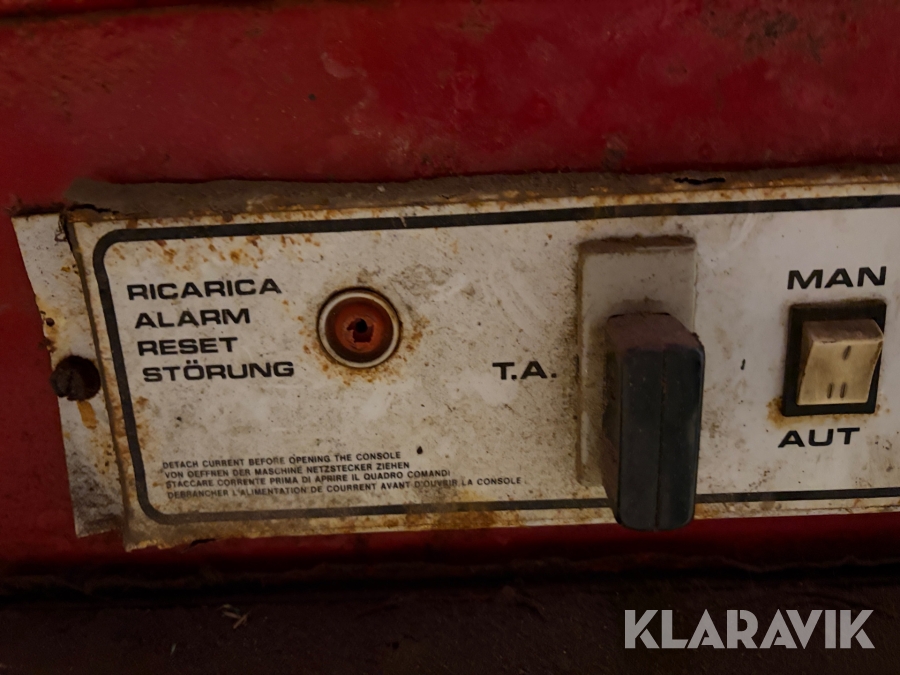 RICARICA
ALARM
RESET
STÖRUNG
T.A.
MAN
AUT
DETACH CURRENT BEFORE OPENING THE CONSOLE
VON OEFFREN DER MASCHINE NETZSTECKER ZIEHEN
STACCARE CORRENTE PRIMA DI APRIRE IL QUADRO COMANDI
DEBRANCHER L'ALIMENTATION DE COURRENT AVANT D'OUVRIR LA CONSOLE
KLARAVIK